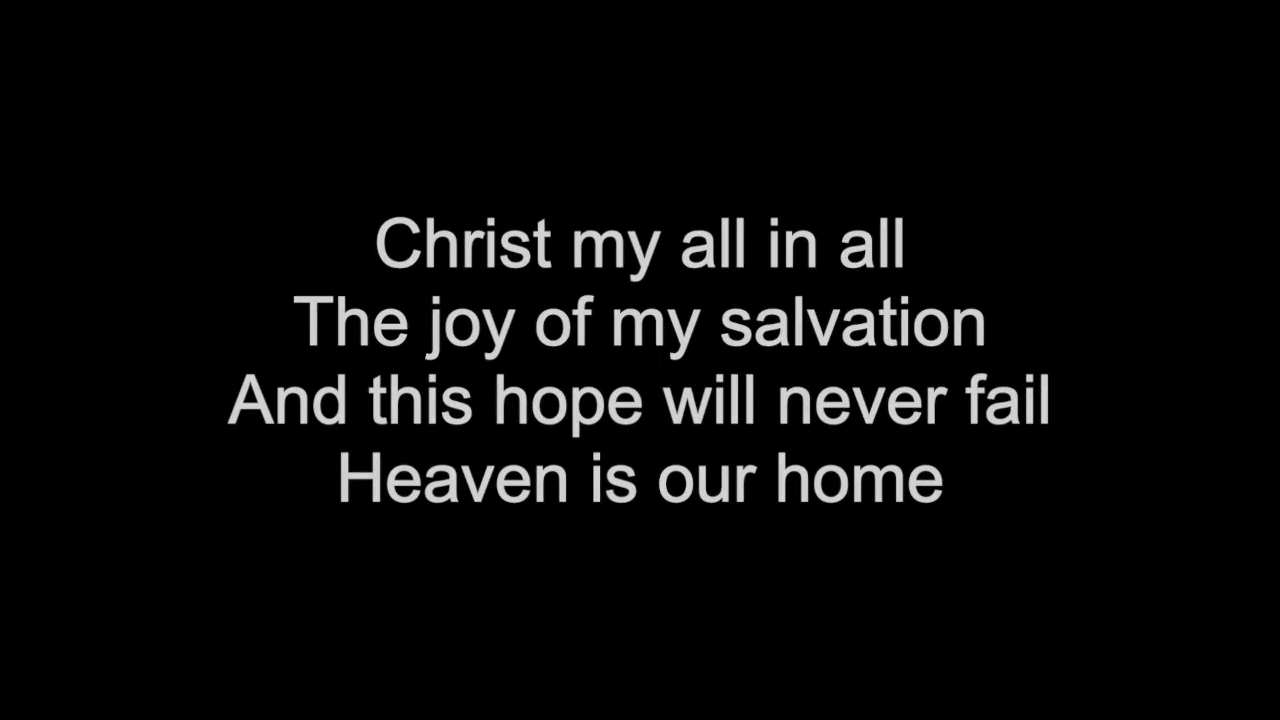 Christ my all in all
The joy of my salvation
And this hope will never fail
Heaven is our home